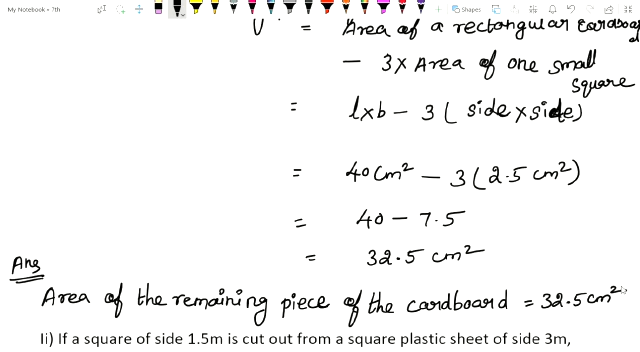 My Notebook • 7th
Shapes
= Area of a rectangular
- 3 x Area of one small
square
= l x b - 3 ( side x side)
= 40 cm² - 3 ( 2.5 cm²)
= 40 - 7.5
= 32.5 cm²
Ans
Area of the remaining piece of the cardboard = 32.5 cm²
Ii) If a square of side 1.5m is cut out from a square plastic sheet of side 3m,